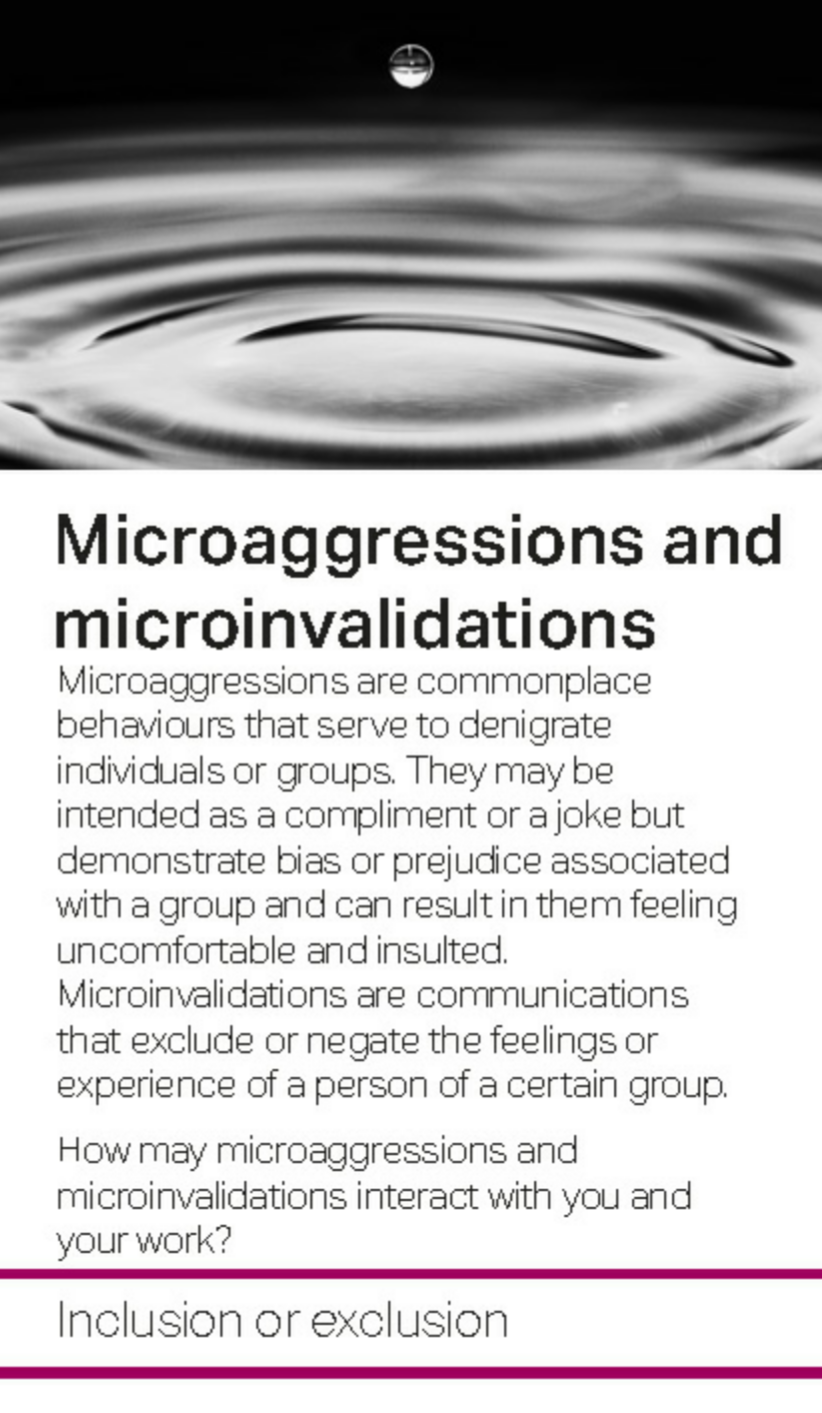 Microaggressions and
microinvalidations
Microaggressions are commonplace
behaviours that serve to denigrate
individuals or groups. They may be
intended as a compliment or a joke but
demonstrate bias or prejudice associated
with a group and can result in them feeling
uncomfortable and insulted.
Microinvalidations are communications
that exclude or negate the feelings or
experience of a person of a certain group.
How may microaggressions and
microinvalidations interact with you and
your work?
Inclusion or exclusion